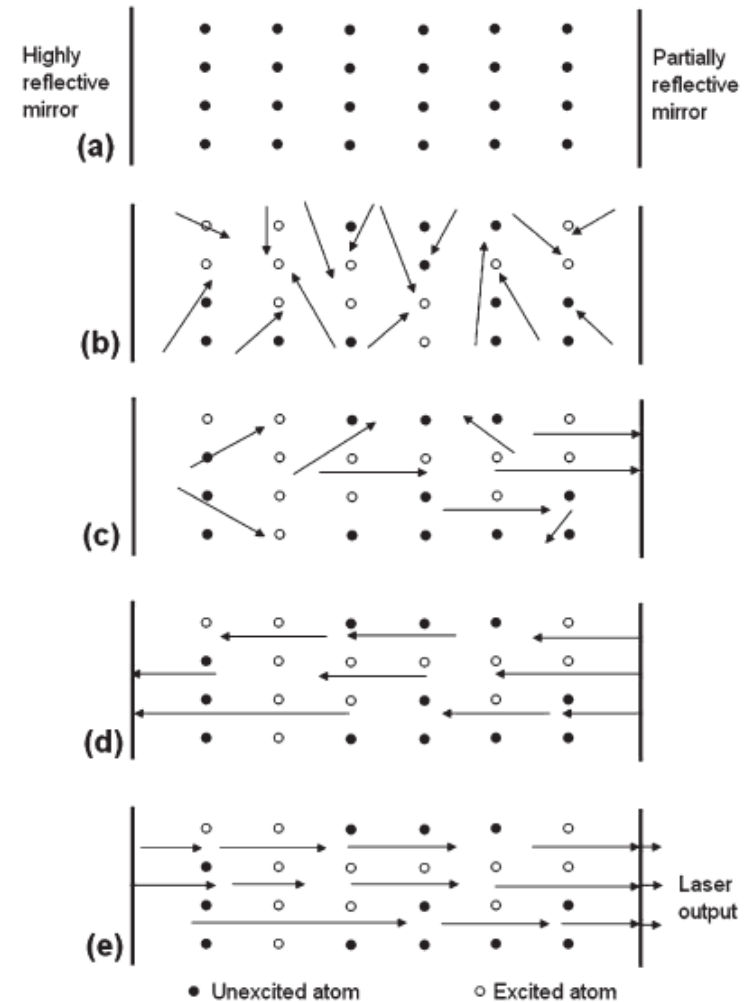 Highly
reflective
mirror
Partially
reflective
mirror
(a)
(b)
(c)
(d)
(e)
Laser
output
Unexcited atom
Excited atom